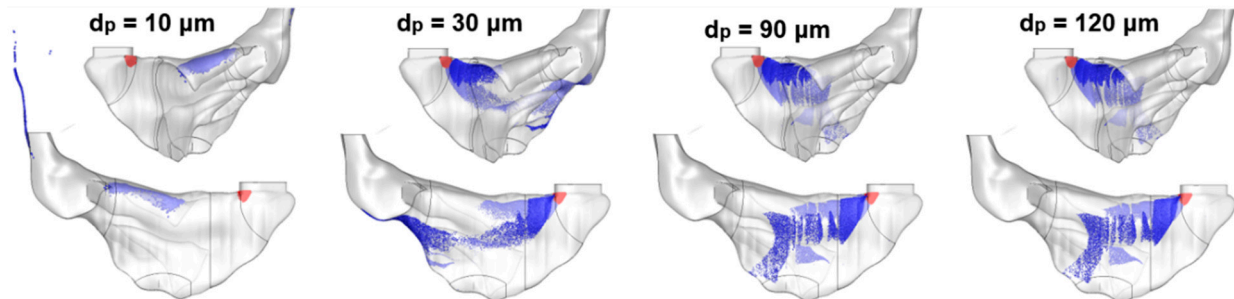 dp = 10 µm
dp = 30 µm
dp = 90 µm
dp = 120 µm